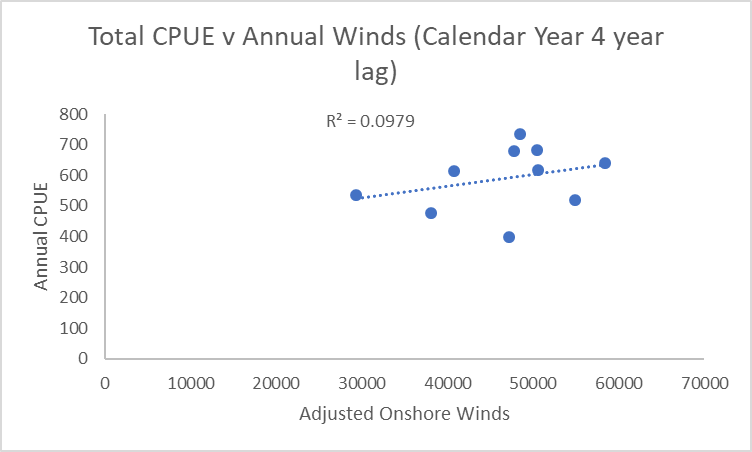 Total CPUE v Annual Winds (Calendar Year 4 year
lag)
R² = 0.0979
800
700
600
500
400
300
200
100
0
Annual CPUE
0 10000 20000 30000 40000 50000 60000 70000
Adjusted Onshore Winds